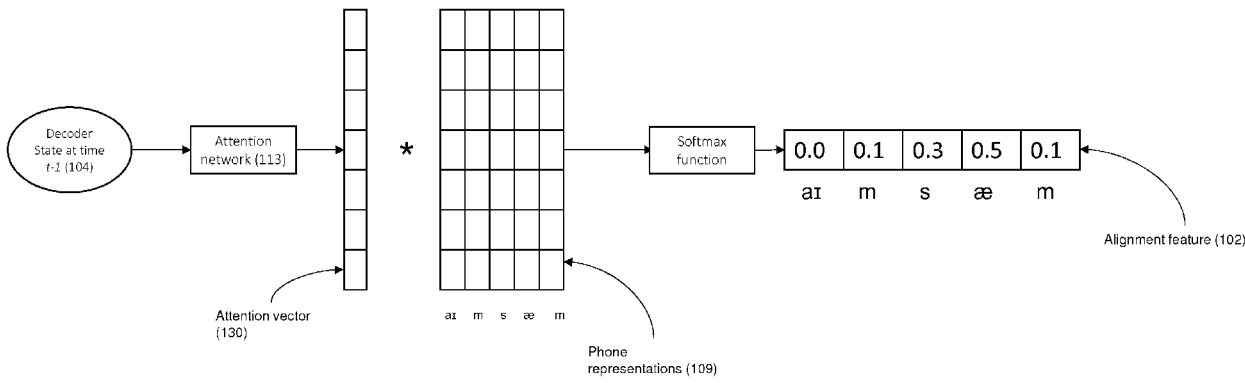 Decoder
State at time
t-1 (104)
Attention
network (113)
*
Softmax
function
0.0 0.1 0.3 0.5 0.1
aɪ m s æ m
Alignment feature (102)
Attention vector
(130)
aɪ m s æ m
Phone
representations (109)